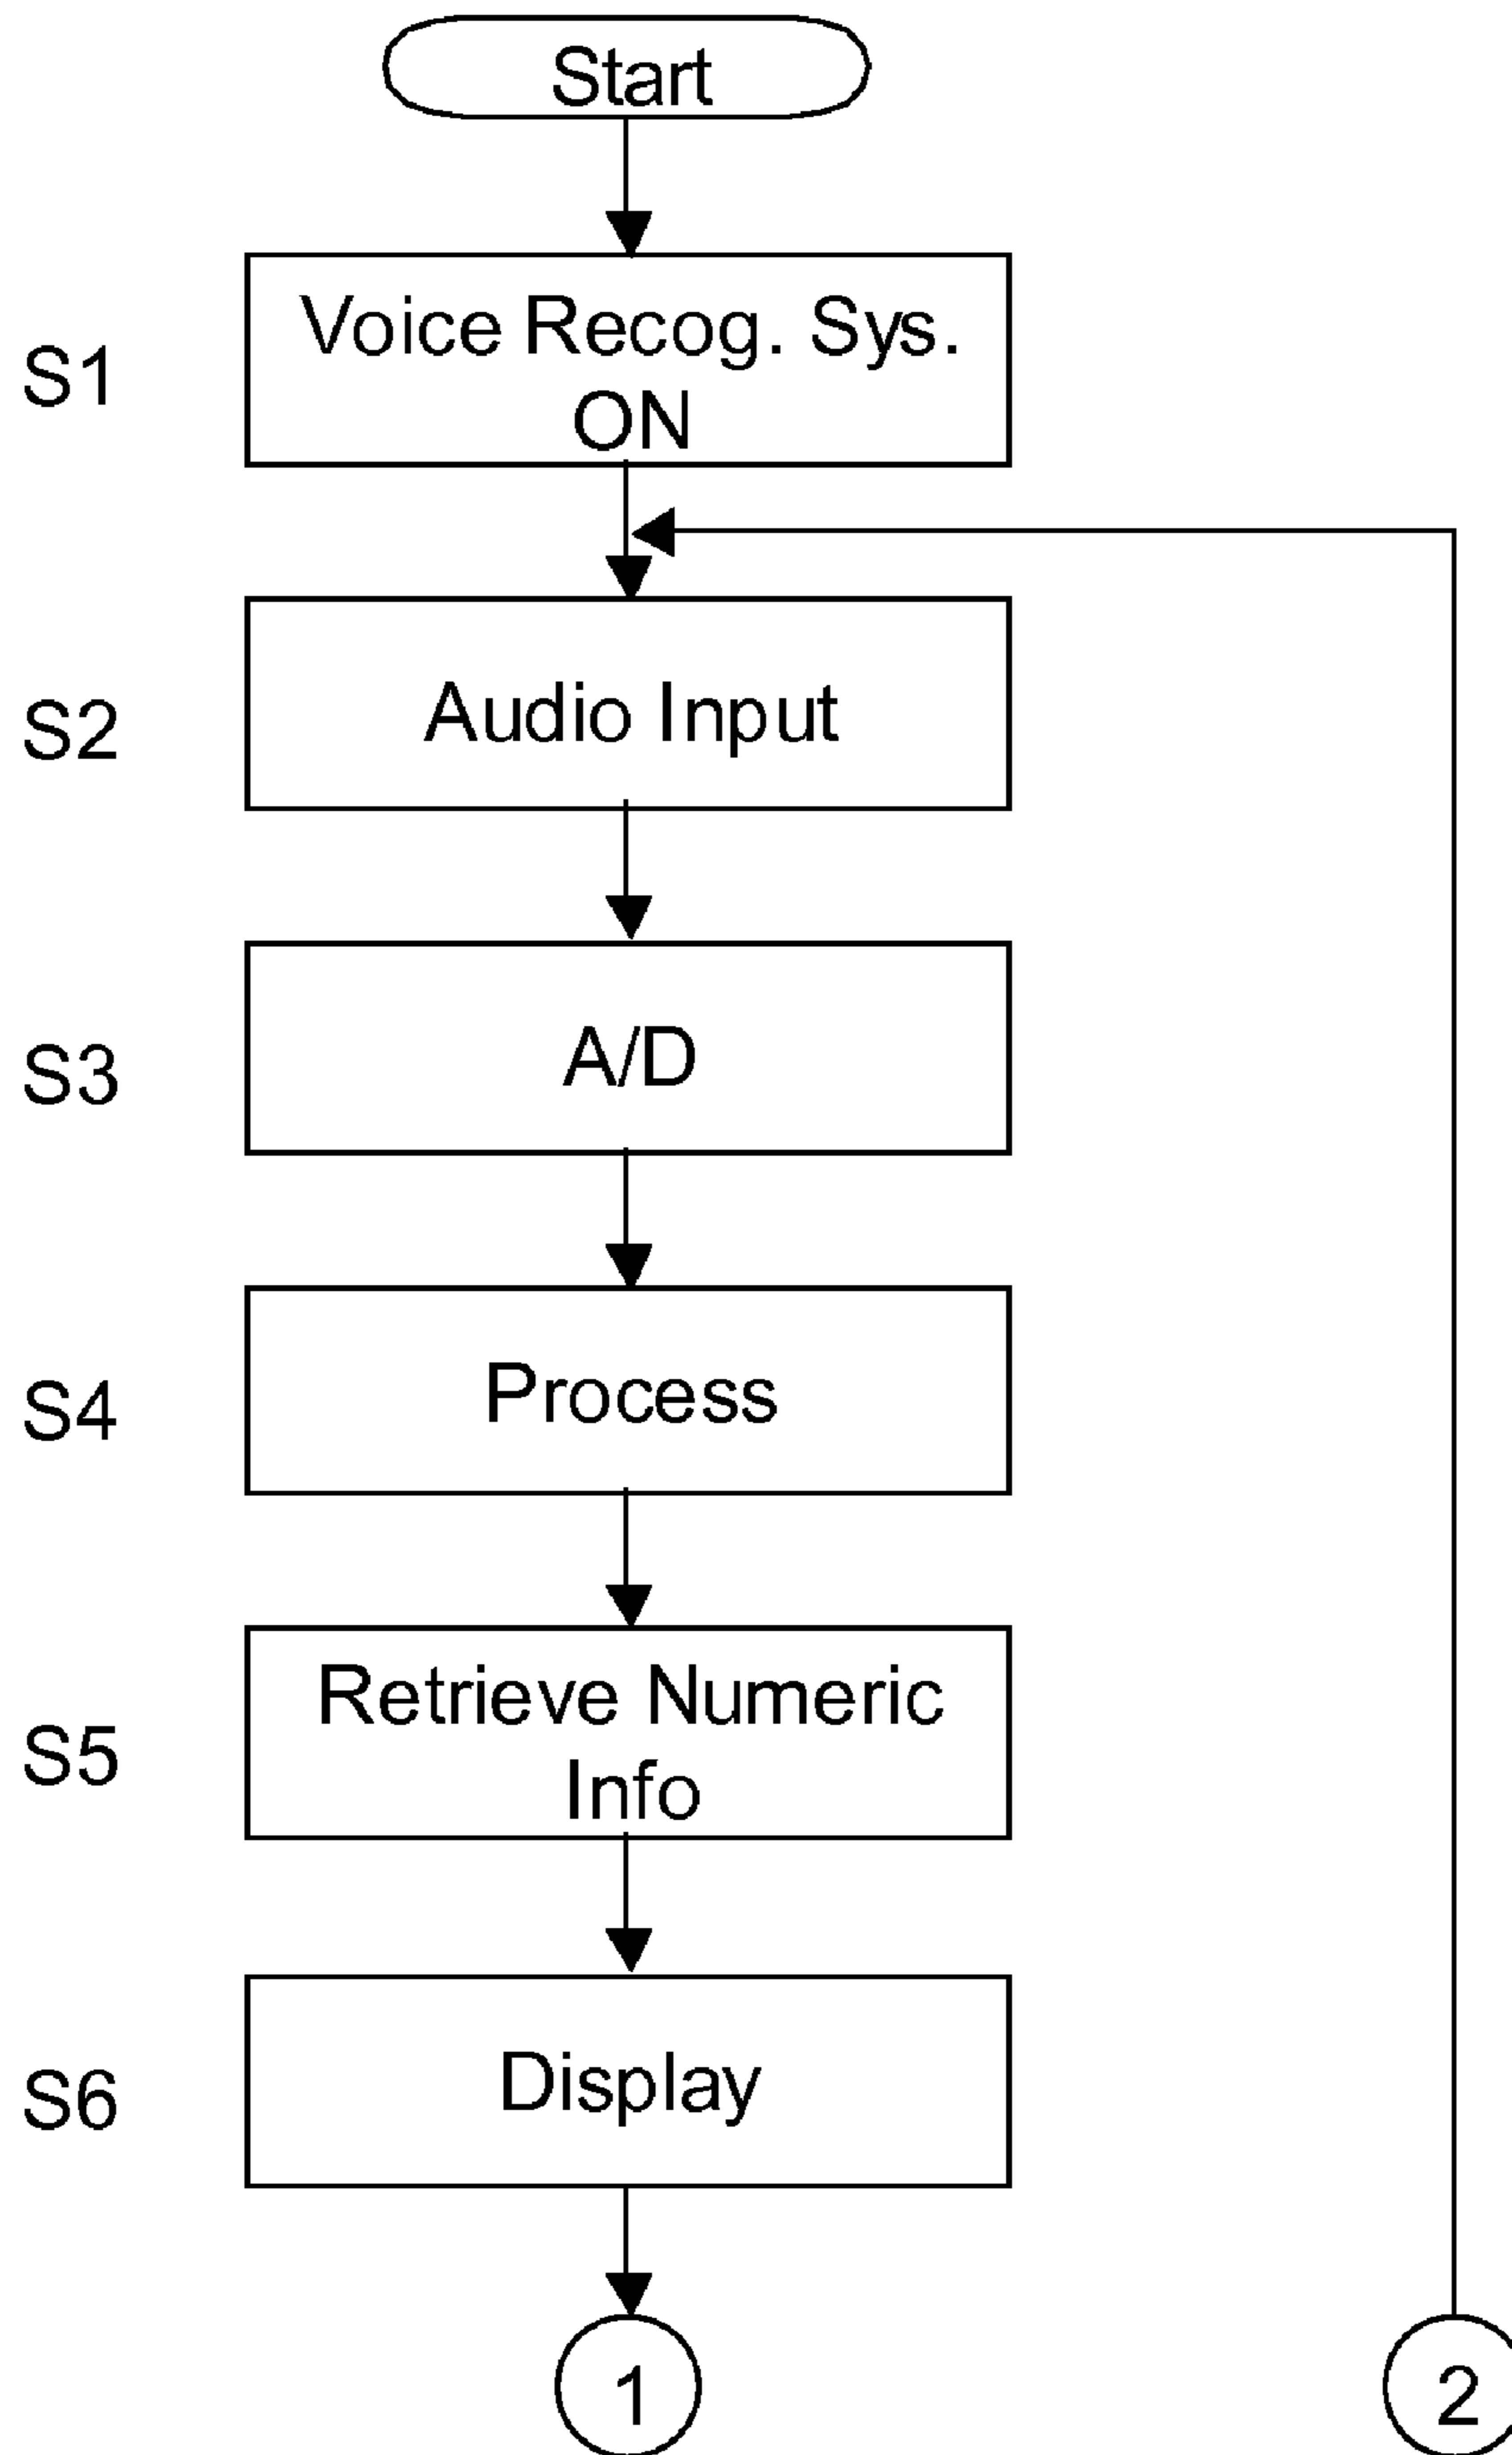 Start
S1
Voice Recog. Sys.
ON
S2
Audio Input
S3
A/D
S4
Process
S5
Retrieve Numeric
Info
S6
Display
1
2